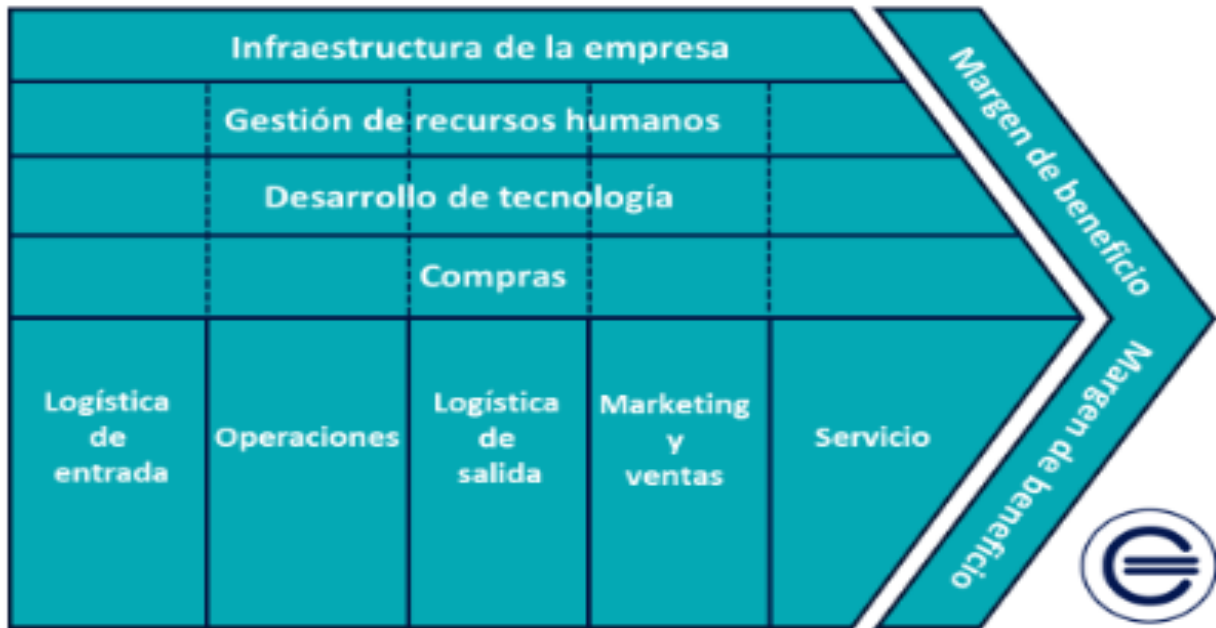 Infraestructura de la empresa
Gestión de recursos humanos
Desarrollo de tecnología
Compras
Logística
de
entrada
Operaciones
Logística
de
salida
Marketing
y
ventas
Servicio
Margen de beneficio
Margen de beneficio